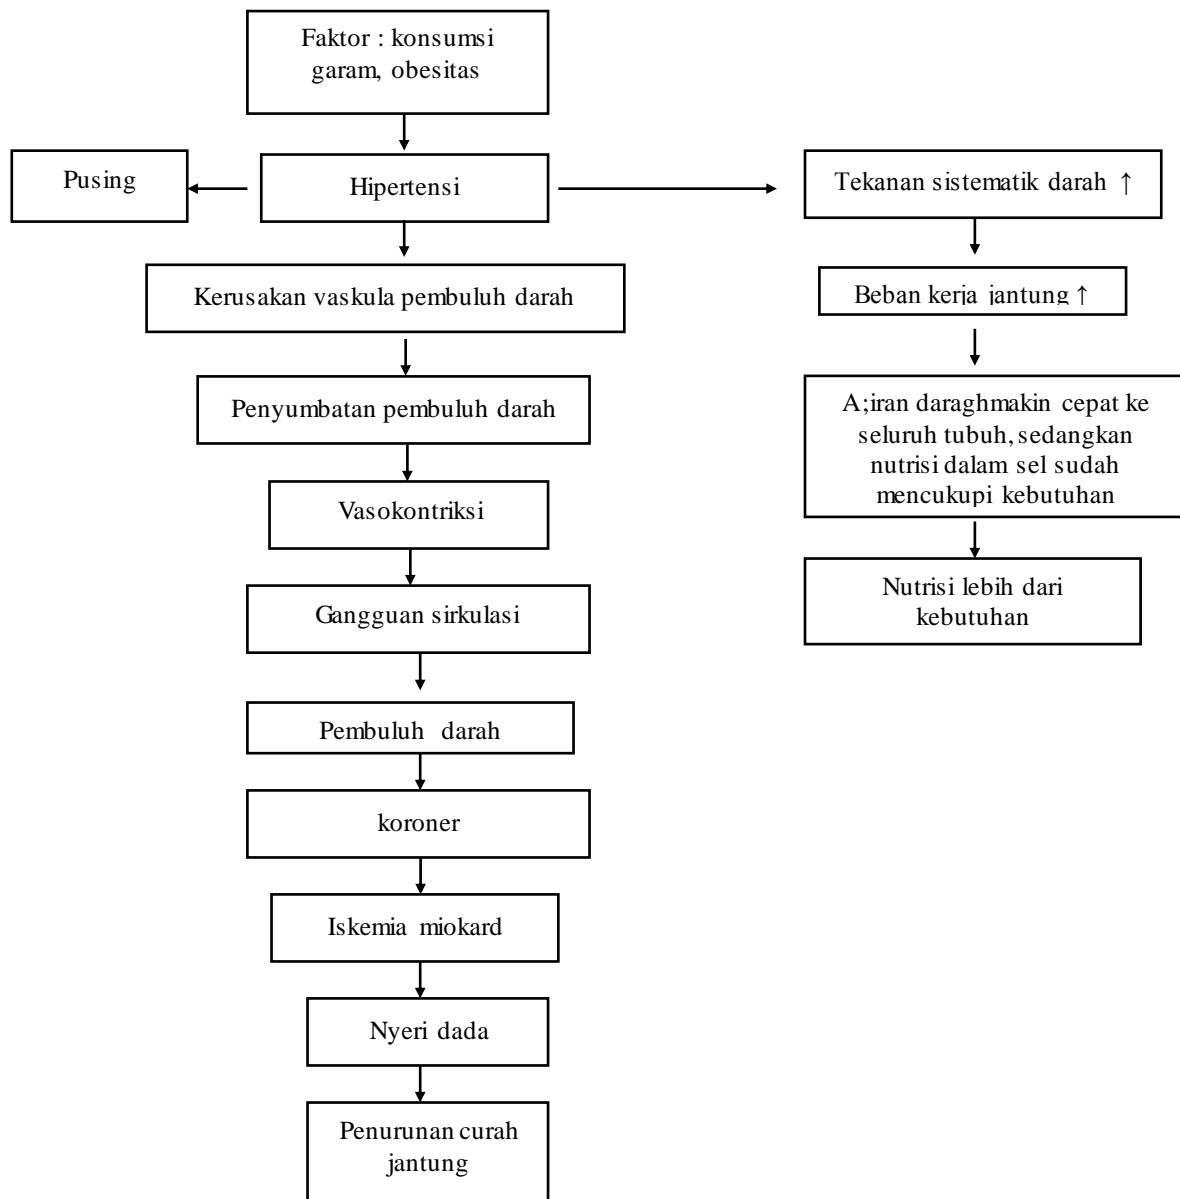 Faktor : konsumsi
garam, obesitas
Pusing
Hipertensi
Tekanan sistematik darah ↑
Kerusakan vaskula pembuluh darah
Beban kerja jantung ↑
Penyumbatan pembuluh darah
A;iran daraghmakin cepat ke
seluruh tubuh, sedangkan
nutrisi dalam sel sudah
mencukupi kebutuhan
Vasokontriksi
Gangguan sirkulasi
Nutrisi lebih dari
kebutuhan
Pembuluh darah
koroner
Iskemia miokard
Nyeri dada
Penurunan curah
jantung